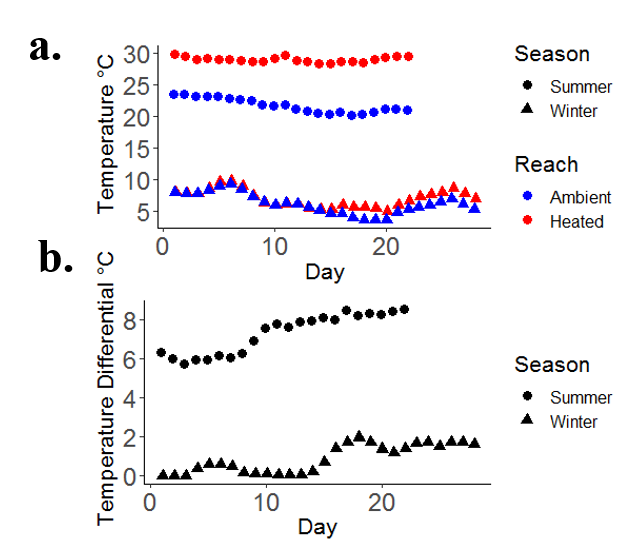 a.
Temperature °C
30
25
20
15
10
5
0
10
20
Day
Season
Summer
Winter
Reach
Ambient
Heated
b.
Temperature Differential °C
8
6
4
2
0
0
10
20
Day
Season
Summer
Winter